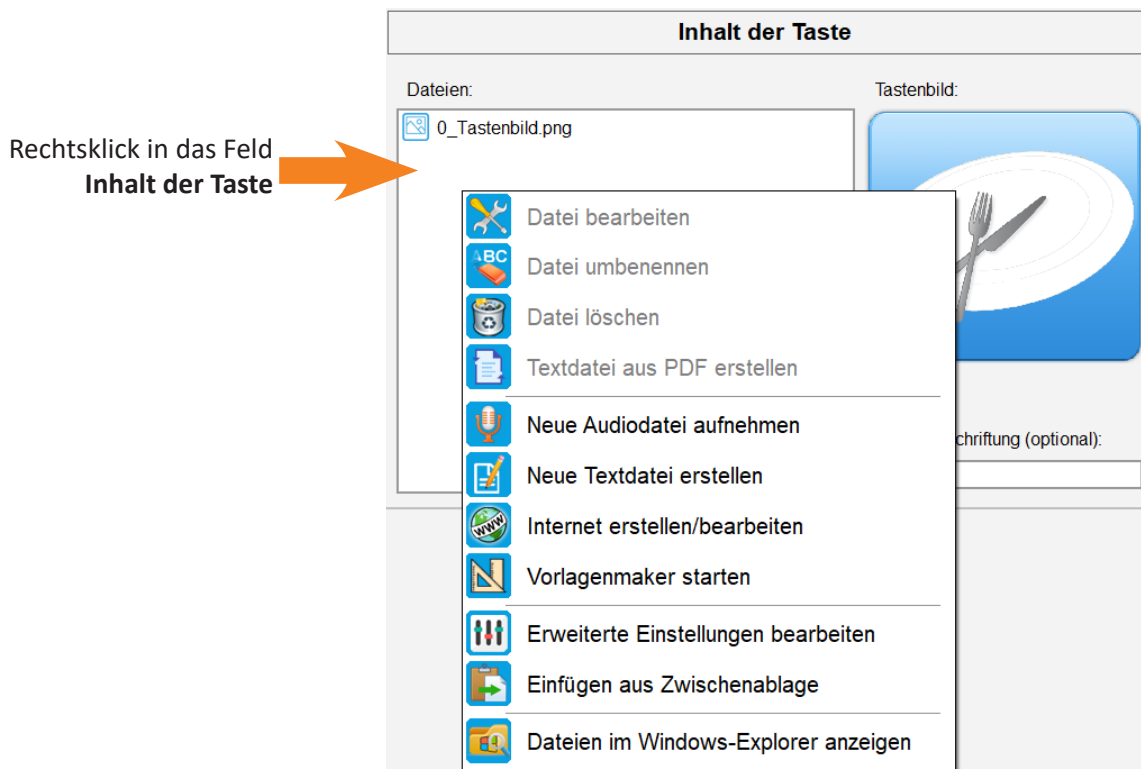 Inhalt der Taste
Dateien:
Tastenbild:
0_Tastenbild.png
Rechtsklick in das Feld
Inhalt der Taste
Datei bearbeiten
ABC
Datei umbenennen
Datei löschen
Textdatei aus PDF erstellen
Neue Audiodatei aufnehmen
chriftung (optional):
Neue Textdatei erstellen
WWW
Internet erstellen/bearbeiten
Vorlagenmaker starten
Erweiterte Einstellungen bearbeiten
Einfügen aus Zwischenablage
Dateien im Windows-Explorer anzeigen